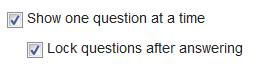 Show one question at a time
Lock questions after answering